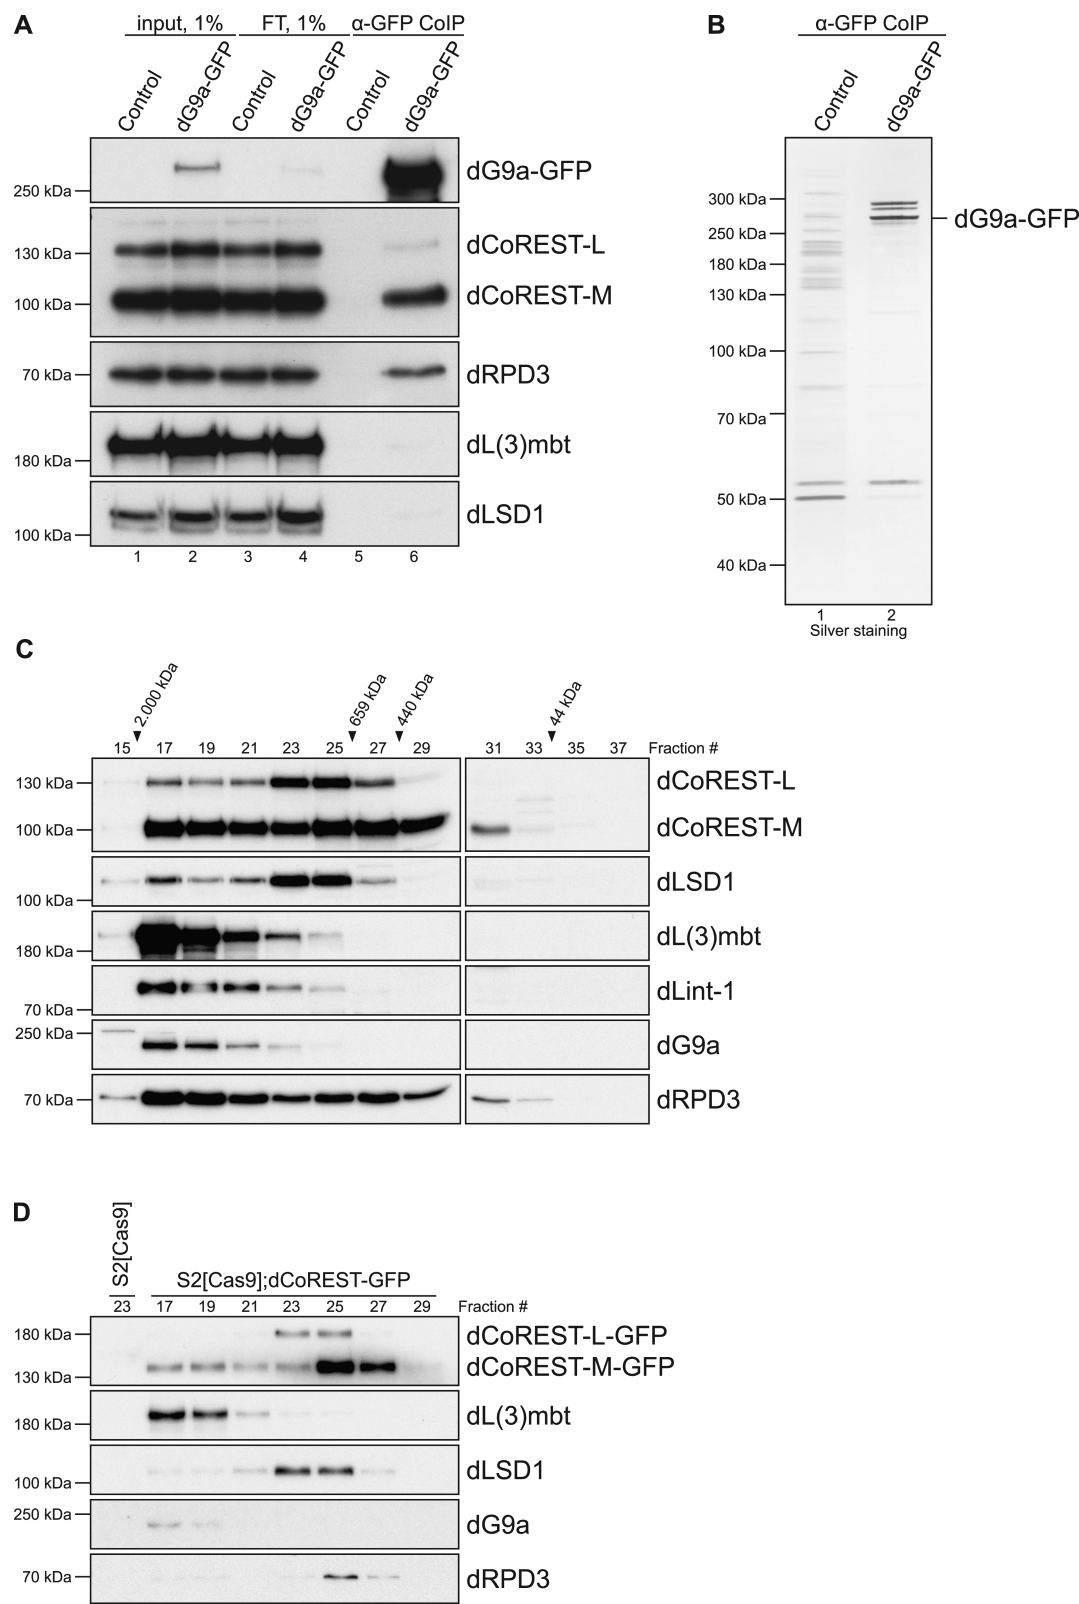 A
input, 1% FT, 1% α-GFP CoIP
Control dG9a-GFP Control dG9a-GFP Control dG9a-GFP
250 kDa dG9a-GFP
130 kDa dCoREST-L
100 kDa dCoREST-M
70 kDa dRPD3
180 kDa dL(3)mbt
100 kDa dLSD1
1 2 3 4 5 6
B
α-GFP CoIP
Control dG9a-GFP
300 kDa
dG9a-GFP
250 kDa
180 kDa
130 kDa
100 kDa
70 kDa
50 kDa
40 kDa
1 2
Silver staining
C
2.000 kDa 659 kDa 440 kDa 44 kDa
15 17 19 21 23 25 27 29 31 33 35 37 Fraction #
130 kDa dCoREST-L
100 kDa dCoREST-M
100 kDa dLSD1
180 kDa dL(3)mbt
70 kDa dLint-1
250 kDa dG9a
70 kDa dRPD3
D
S2[Cas9] S2[Cas9];dCoREST-GFP
23 17 19 21 23 25 27 29 Fraction #
180 kDa dCoREST-L-GFP
130 kDa dCoREST-M-GFP
180 kDa dL(3)mbt
100 kDa dLSD1
250 kDa dG9a
70 kDa dRPD3